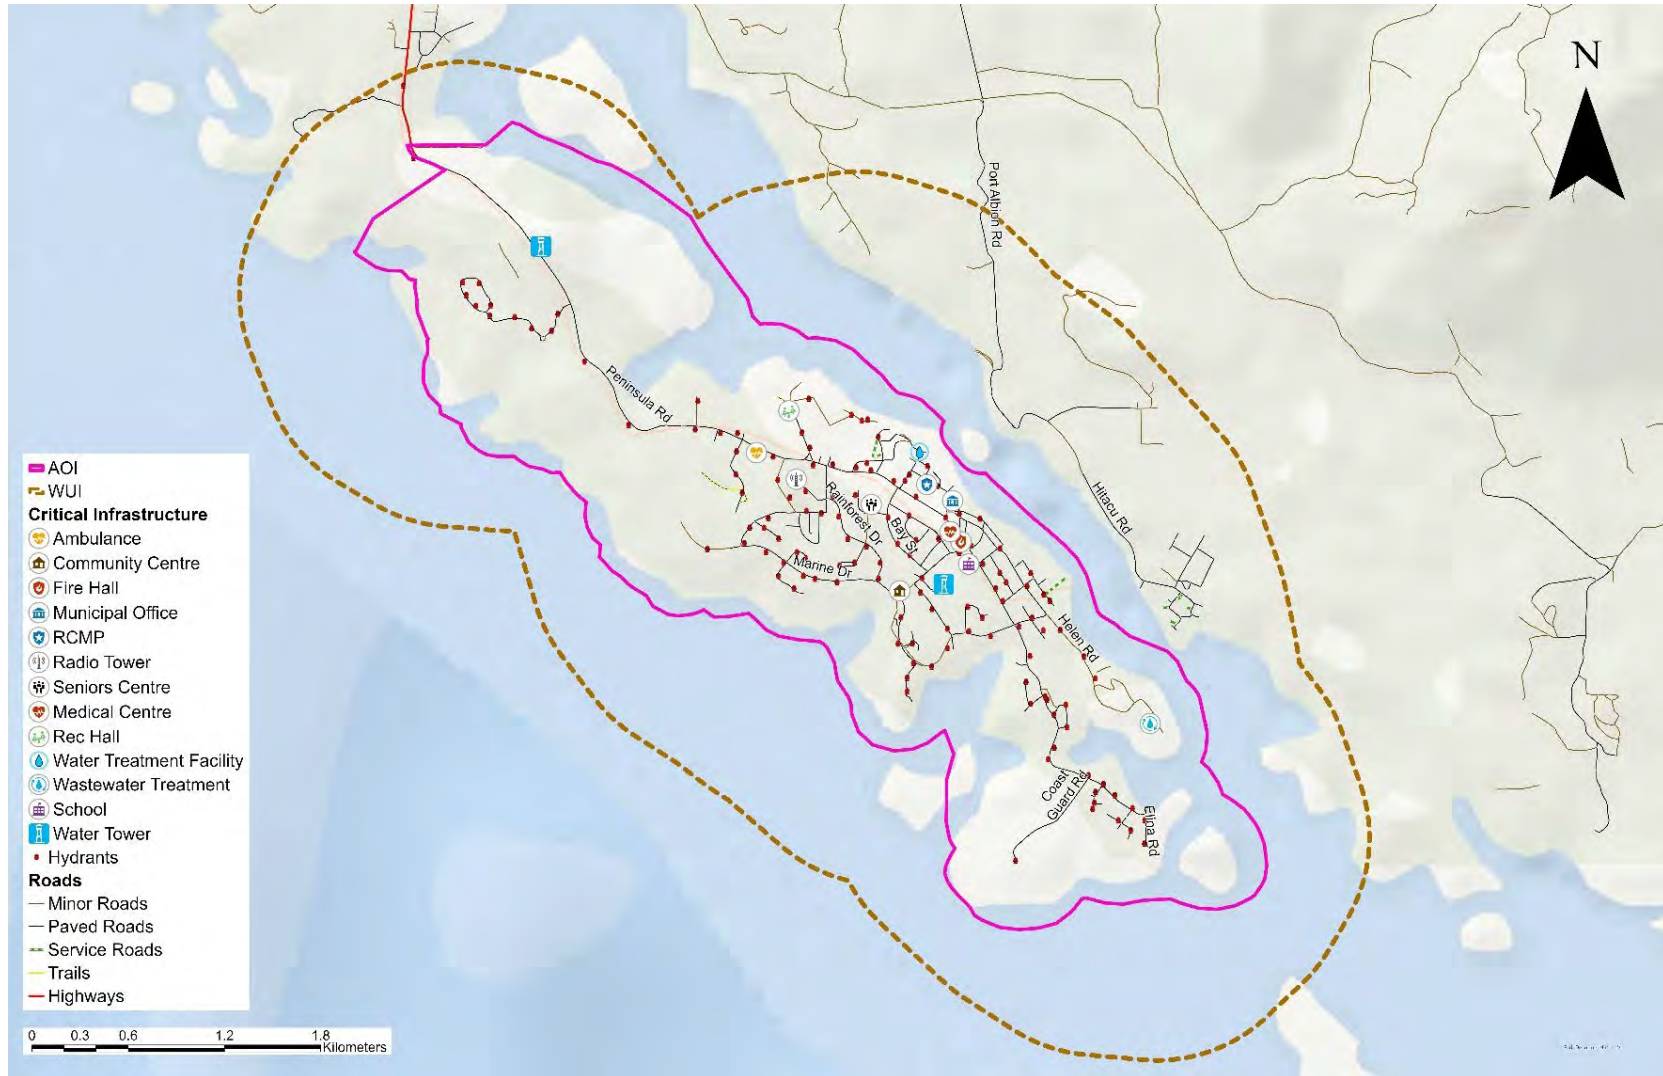 N
Port Albion Rd
Peninsula Rd
Rainforest Dr
Bay St
Hitacu Rd
Marine Dr
Helen Rd
Coast
Guard Rd
Elina Rd
AOI
WUI
Critical Infrastructure
Ambulance
Community Centre
Fire Hall
Municipal Office
RCMP
Radio Tower
Seniors Centre
Medical Centre
Rec Hall
Water Treatment Facility
Wastewater Treatment
School
Water Tower
Hydrants
Roads
Minor Roads
Paved Roads
Service Roads
Trails
Highways
0 0.3 0.6 1.2 1.8
Kilometers